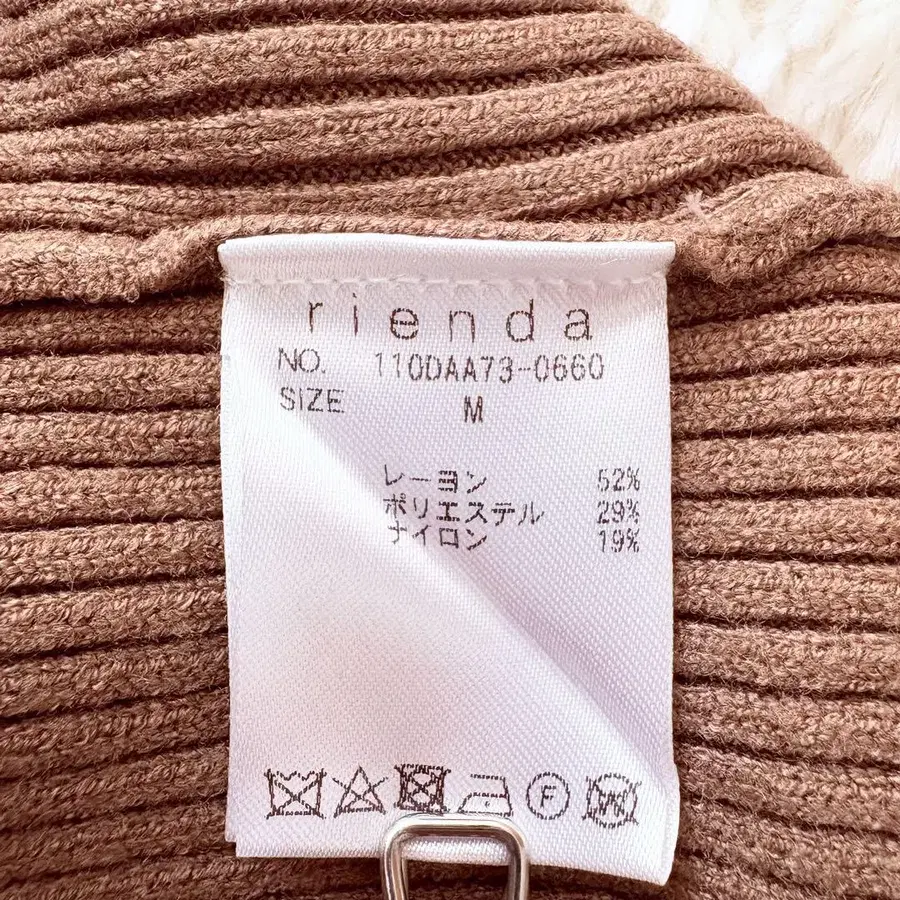 rienda
NO. 110DAA73-0660
SIZE M
レーヨン 52%
ポリエステル 29%
ナイロン 19%
F
W